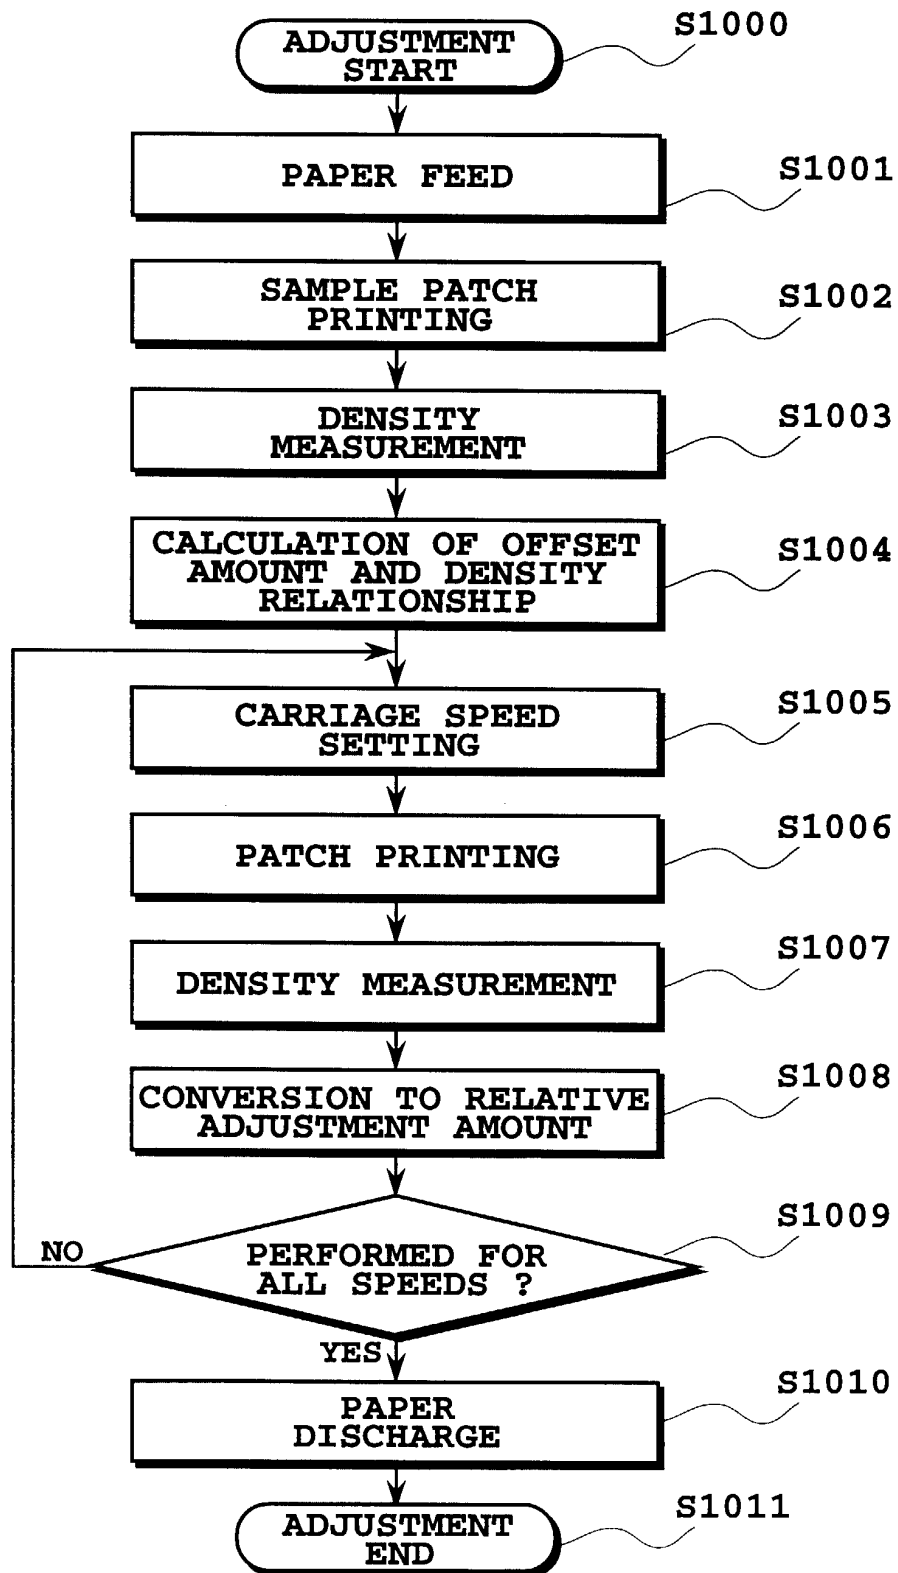 S1000
ADJUSTMENT
START
S1001
PAPER FEED
S1002
SAMPLE PATCH
PRINTING
S1003
DENSITY
MEASUREMENT
S1004
CALCULATION OF OFFSET
AMOUNT AND DENSITY
RELATIONSHIP
S1005
CARRIAGE SPEED
SETTING
S1006
PATCH PRINTING
S1007
DENSITY MEASUREMENT
S1008
CONVERSION TO RELATIVE
ADJUSTMENT AMOUNT
S1009
NO
PERFORMED FOR
ALL SPEEDS ?
YES
S1010
PAPER
DISCHARGE
S1011
ADJUSTMENT
END